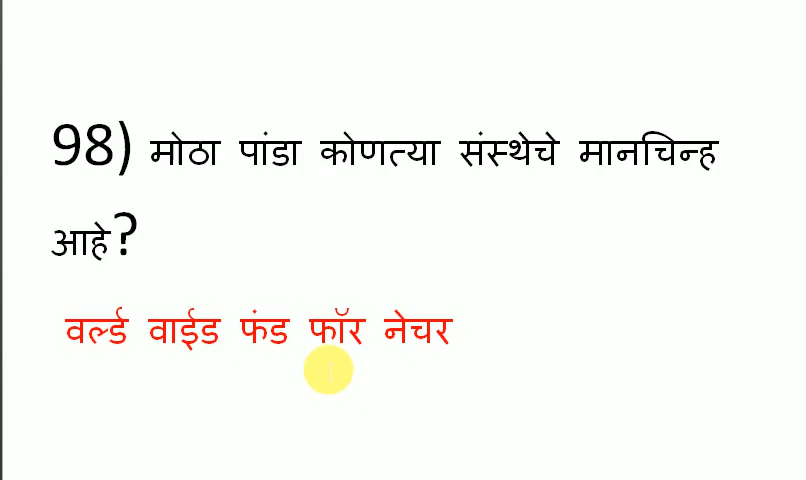 98) मोठा पांडा कोणत्या संस्थेचे मानचिन्ह
आहे?
वर्ल्ड वाईड फंड फॉर नेचर